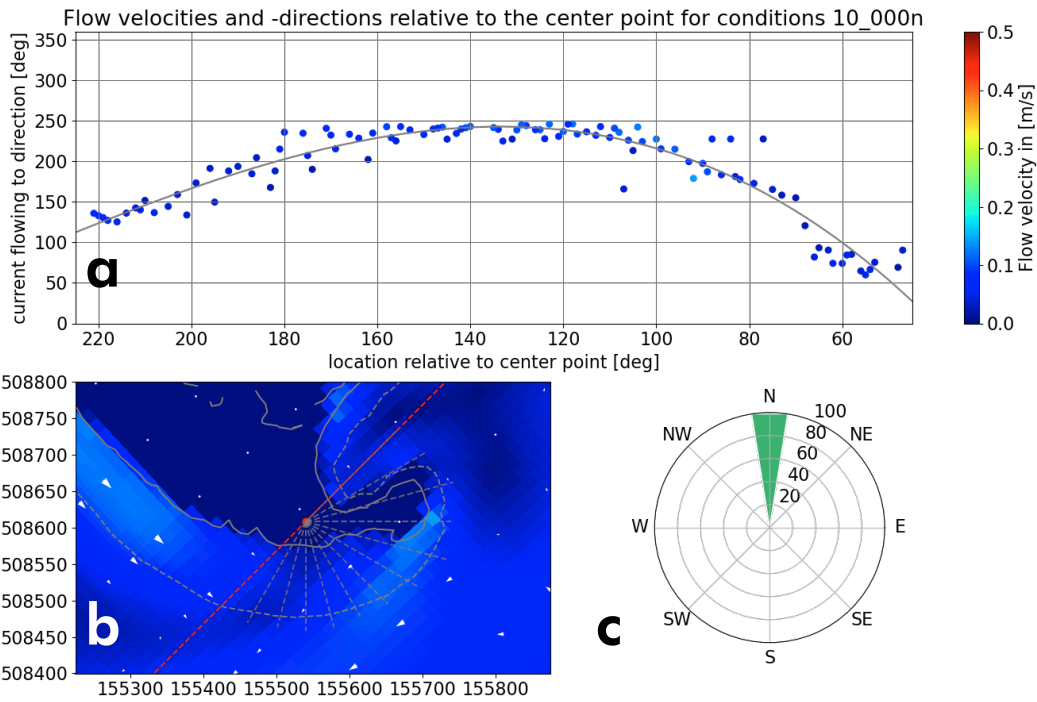 Flow velocities and -directions relative to the center point for conditions 10_000n
current flowing to direction [deg]
350
300
250
200
150
100
50
0
220 200 180 160 140 120 100 80 60
location relative to center point [deg]
a
0.5
0.4
0.3
0.2
0.1
0.0
Flow velocity in [m/s]
508800
508750
508700
508650
508600
508550
508500
508450
508400
155300 155400 155500 155600 155700 155800
b
c
N
NE
E
SE
S
SW
W
NW
100
80
60
40
20